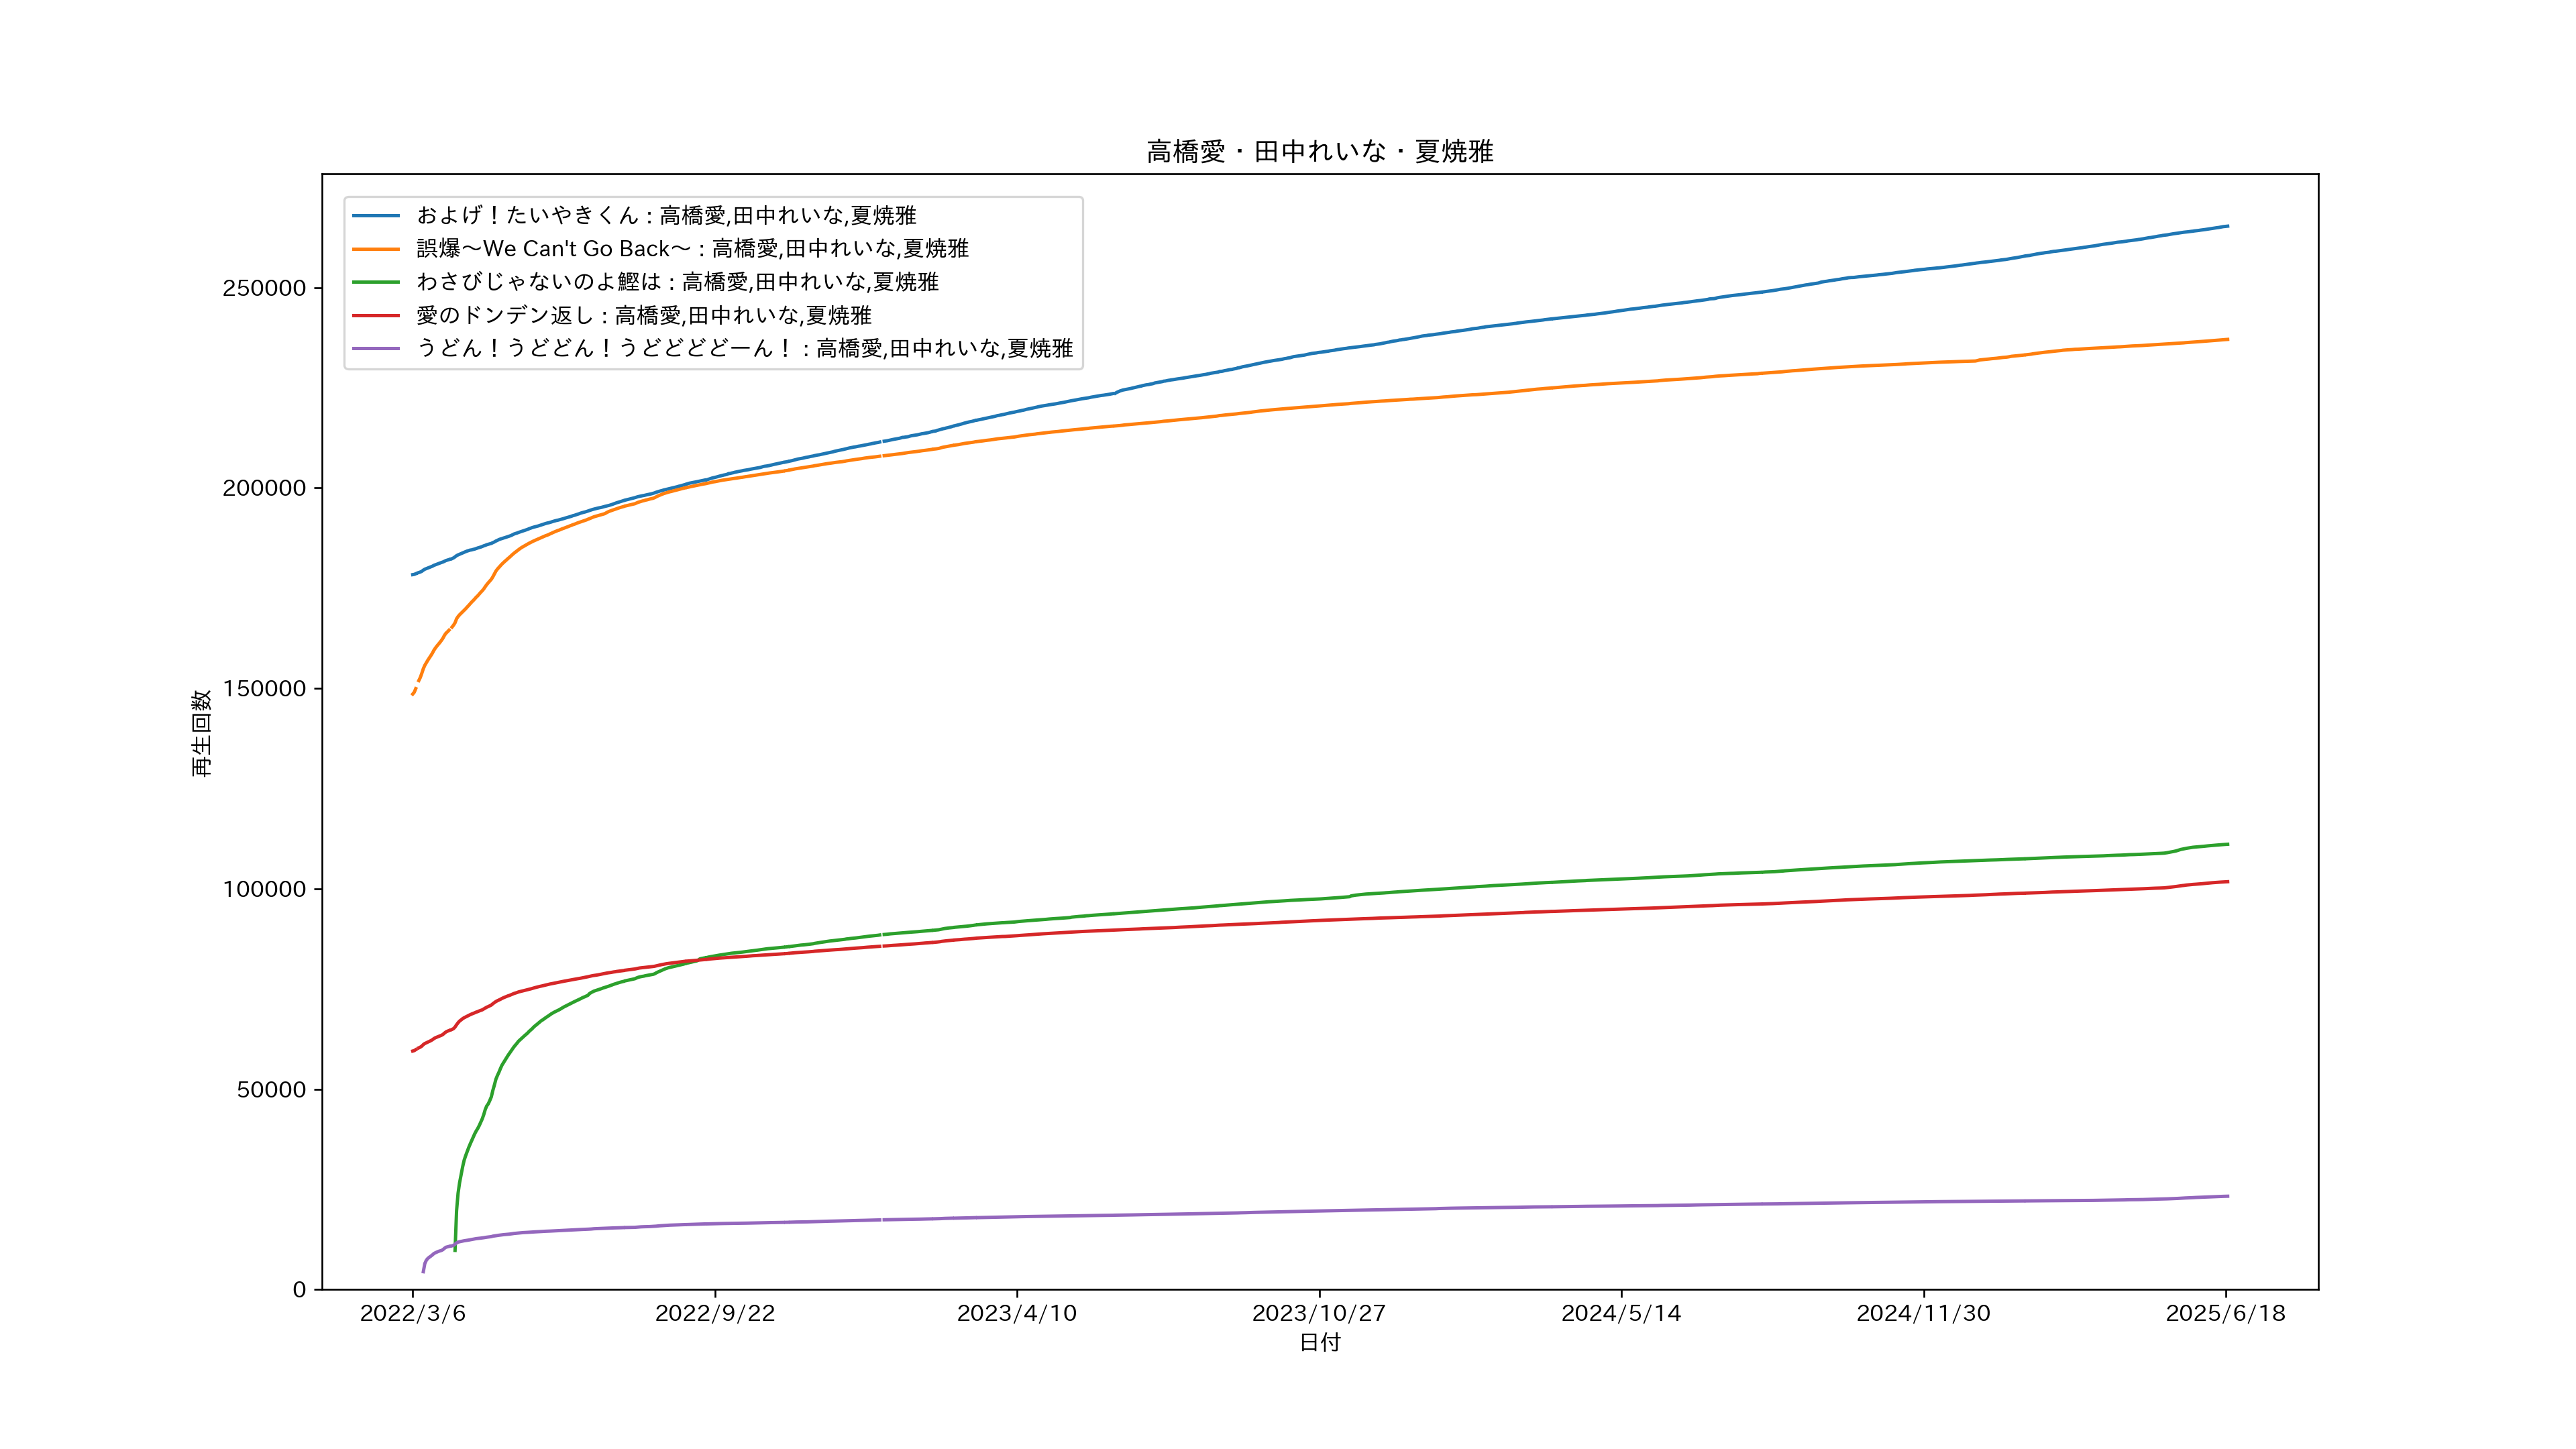 高橋愛・田中れいな・夏焼雅
およげ！たいやきくん : 高橋愛,田中れいな,夏焼雅
誤爆～We Can't Go Back～ : 高橋愛,田中れいな,夏焼雅
わさびじゃないのよ鰹は : 高橋愛,田中れいな,夏焼雅
愛のドンデン返し : 高橋愛,田中れいな,夏焼雅
うどん！うどどん！うどどどどーん！ : 高橋愛,田中れいな,夏焼雅
再生回数
250000
200000
150000
100000
50000
0
2022/3/6
2022/9/22
2023/4/10
2023/10/27
2024/5/14
2024/11/30
2025/6/18
日付